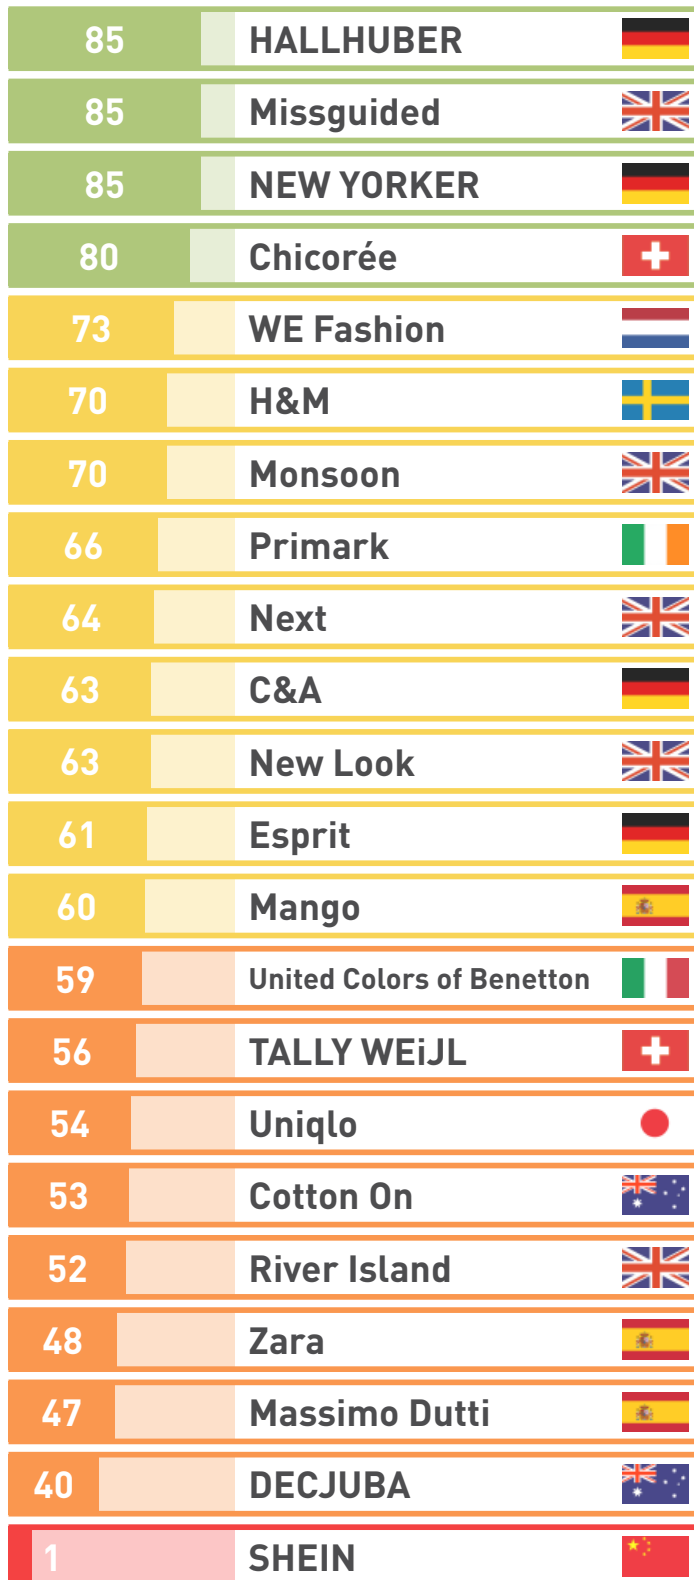 85 HALLHUBER
85 Missguided
85 NEW YORKER
80 Chicorée
73 WE Fashion
70 H&M
70 Monsoon
66 Primark
64 Next
63 C&A
63 New Look
61 Esprit
60 Mango
59 United Colors of Benetton
56 TALLY WEiJL
54 Uniqlo
53 Cotton On
52 River Island
48 Zara
47 Massimo Dutti
40 DECJUBA
1 SHEIN